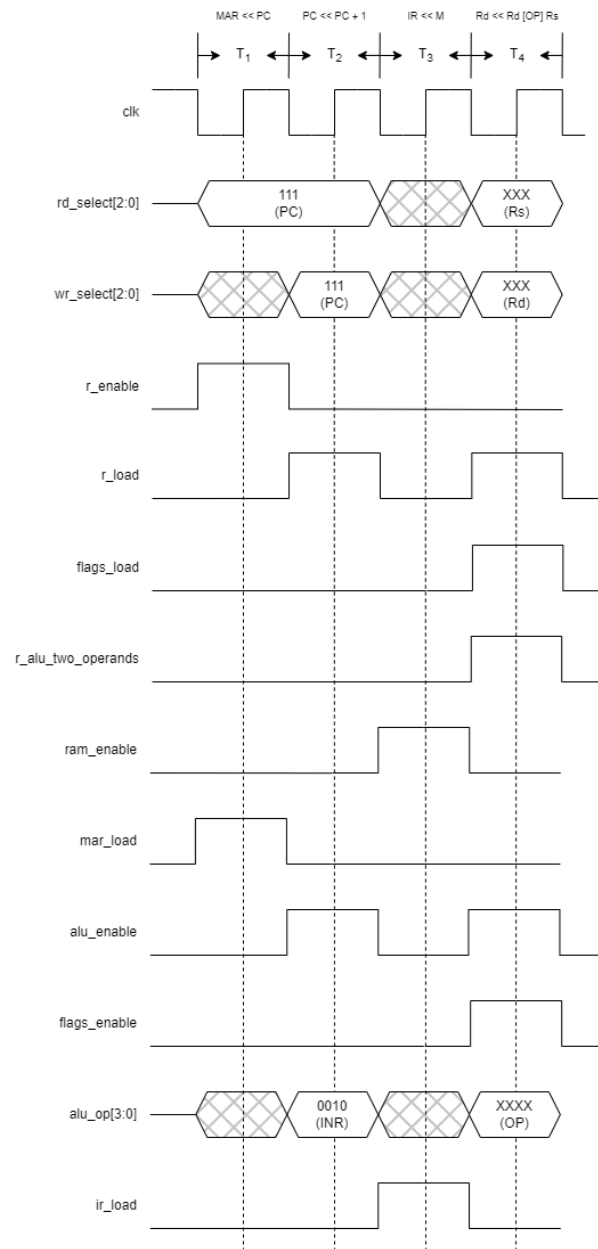 MAR << PC PC << PC + 1 IR << M Rd << Rd [OP] Rs
T1 T2 T3 T4
clk
rd_select[2:0]
111
(PC)
XXX
(Rs)
wr_select[2:0]
111
(PC)
XXX
(Rd)
r_enable
r_load
flags_load
r_alu_two_operands
ram_enable
mar_load
alu_enable
flags_enable
alu_op[3:0]
0010
(INR)
XXXX
(OP)
ir_load